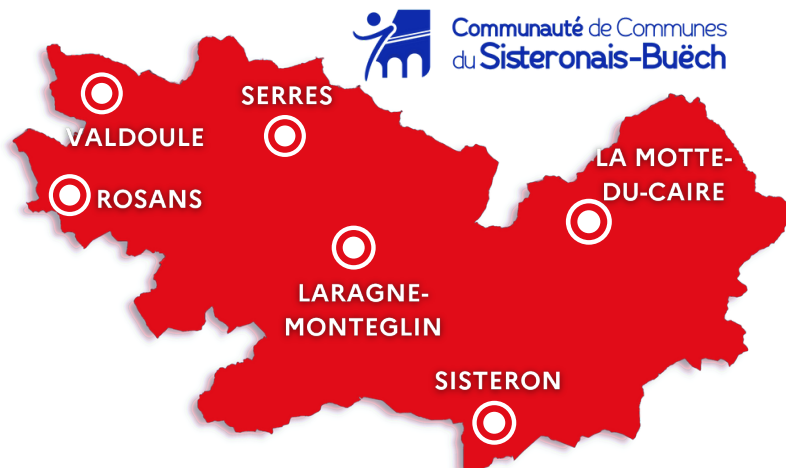 Communauté de Communes
du Sisteronais-Buëch
SERRES
VALDOULE
LA MOTTE-
DU-CAIRE
ROSANS
LARAGNE-
MONTEGLIN
SISTERON